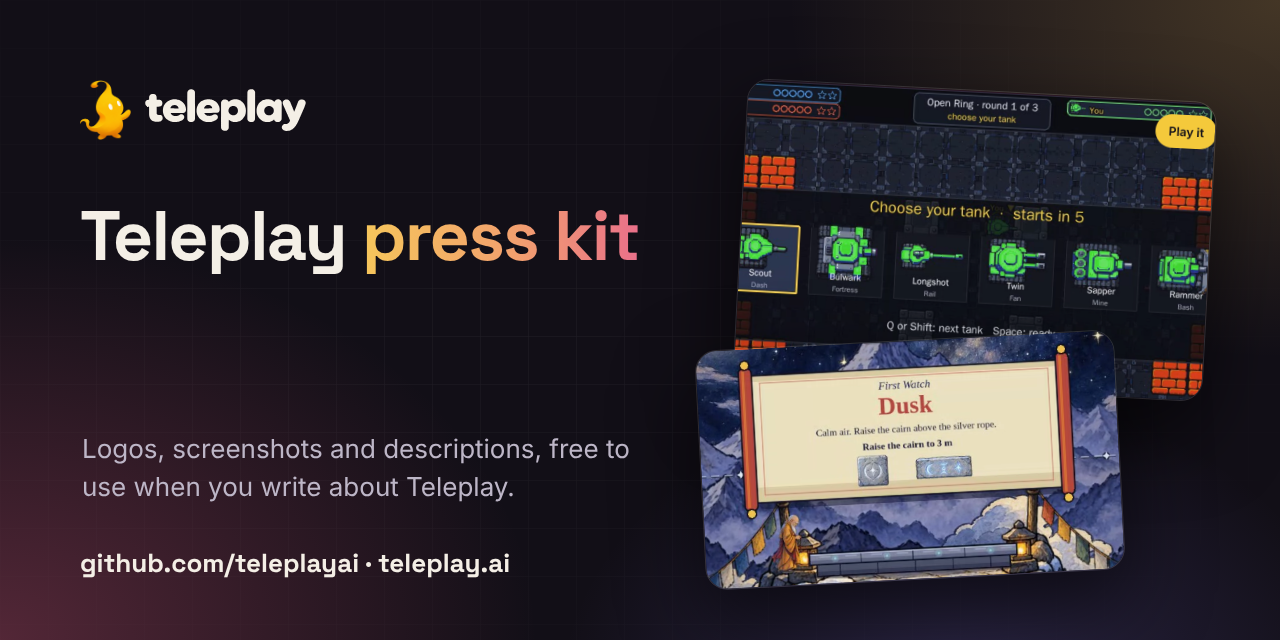 teleplay
Teleplay press kit
Logos, screenshots and descriptions, free to
use when you write about Teleplay.
github.com/teleplayai · teleplay.ai
Open Ring · round 1 of 3
choose your tank
You
Play it
Choose your tank · starts in 5
Scout
Dash
Bulwark
Fortress
Longshot
Rail
Twin
Fan
Sapper
Mine
Rammer
Bash
Q or Shift: next tank Space: ready
First Watch
Dusk
Calm air. Raise the cairn above the silver rope.
Raise the cairn to 3 m